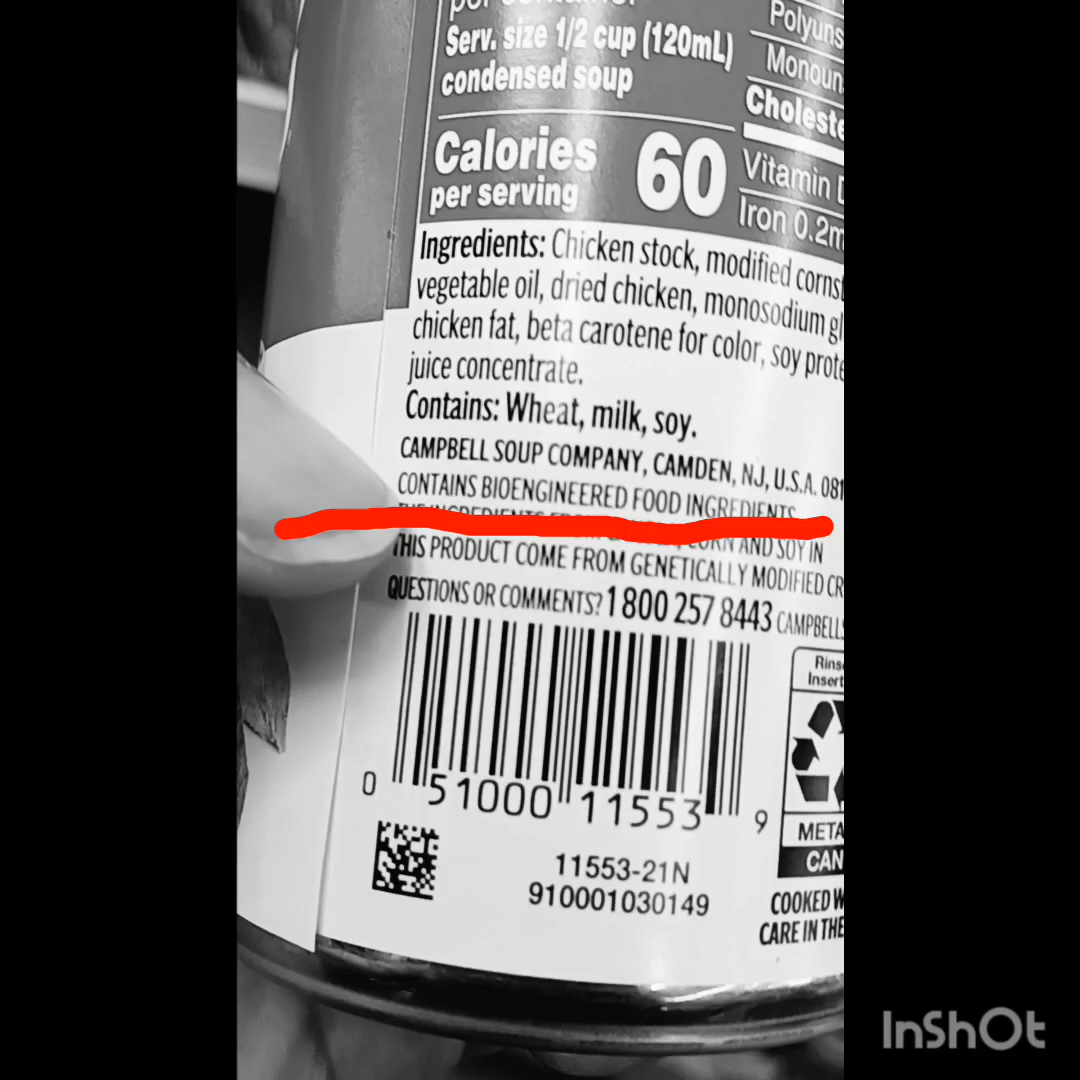 Serv. size 1/2 cup (120mL)
condensed soup
Calories 60
per serving
Polyuns
Monoun
Choleste
Vitamin D
Iron 0.2m
Ingredients: Chicken stock, modified cornst
vegetable oil, dried chicken, monosodium gl
chicken fat, beta carotene for color, soy prote
juice concentrate.
Contains: Wheat, milk, soy.
CAMPBELL SOUP COMPANY, CAMDEN, NJ, U.S.A. 081
CONTAINS BIOENGINEERED FOOD INGREDIENTS
THE INGREDIENTS CORN AND SOY IN
THIS PRODUCT COME FROM GENETICALLY MODIFIED CR
QUESTIONS OR COMMENTS? 1 800 257 8443 CAMPBELLS
0 51000 11553 9
11553-21N
910001030149
Rinse
Insert
META
CAN
COOKED W
CARE IN THE
InShOt